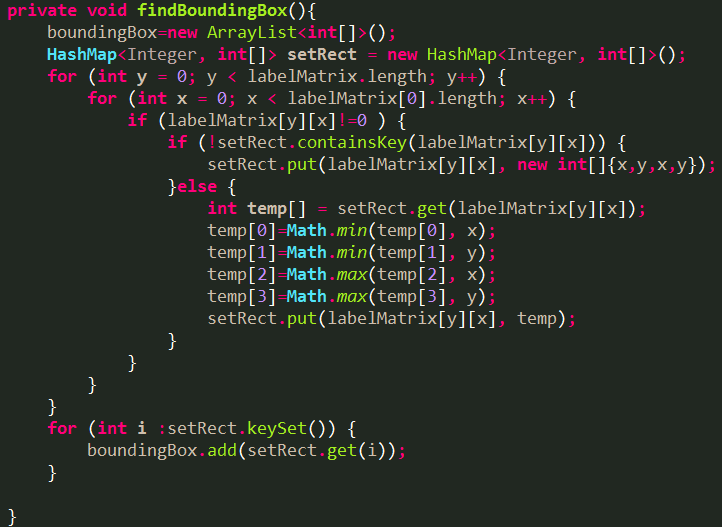 private void findBoundingBox(){
    boundingBox=new ArrayList<int[]>();
    HashMap<Integer, int[]> setRect = new HashMap<Integer, int[]>();
    for (int y = 0; y < labelMatrix.length; y++) {
        for (int x = 0; x < labelMatrix[0].length; x++) {
            if (labelMatrix[y][x]!=0 ) {
                if (!setRect.containsKey(labelMatrix[y][x])) {
                    setRect.put(labelMatrix[y][x], new int[]{x,y,x,y});
                }else {
                    int temp[] = setRect.get(labelMatrix[y][x]);
                    temp[0]=Math.min(temp[0], x);
                    temp[1]=Math.min(temp[1], y);
                    temp[2]=Math.max(temp[2], x);
                    temp[3]=Math.max(temp[3], y);
                    setRect.put(labelMatrix[y][x], temp);
                }
            }
        }
    }
    for (int i :setRect.keySet()) {
        boundingBox.add(setRect.get(i));
    }

}